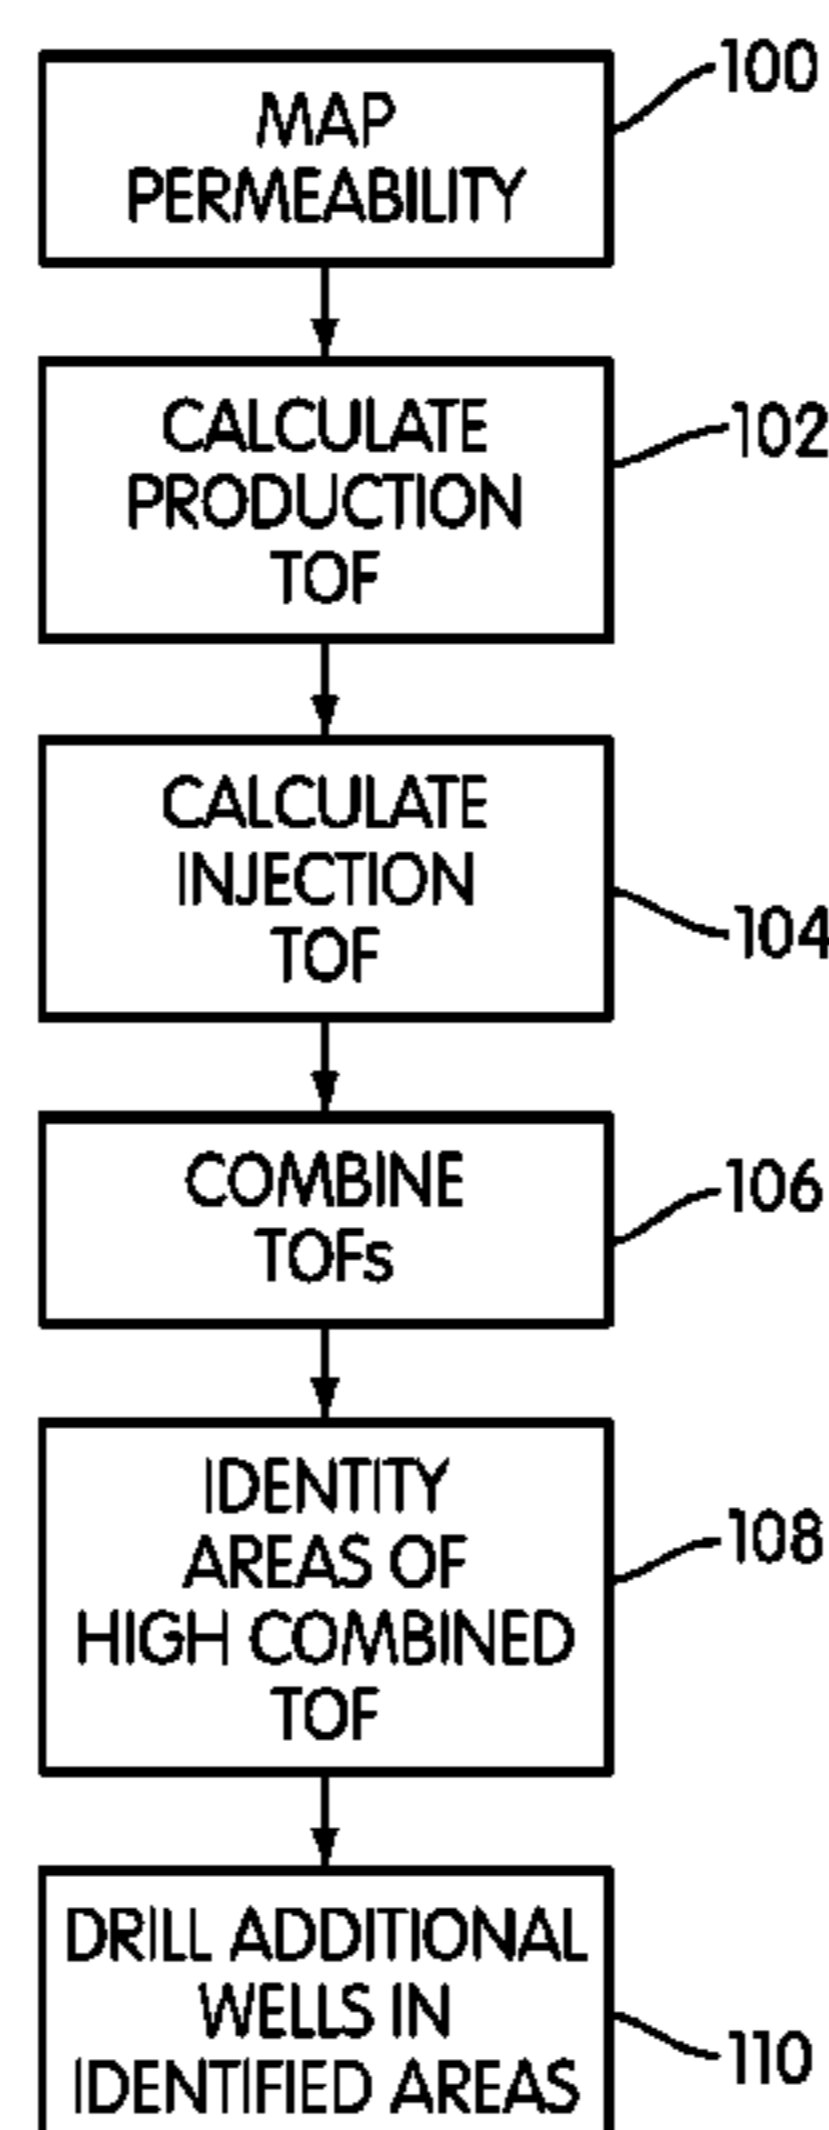 MAP
PERMEABILITY
100
CALCULATE
PRODUCTION
TOF
102
CALCULATE
INJECTION
TOF
104
COMBINE
TOFs
106
IDENTITY
AREAS OF
HIGH COMBINED
TOF
108
DRILL ADDITIONAL
WELLS IN
IDENTIFIED AREAS
110